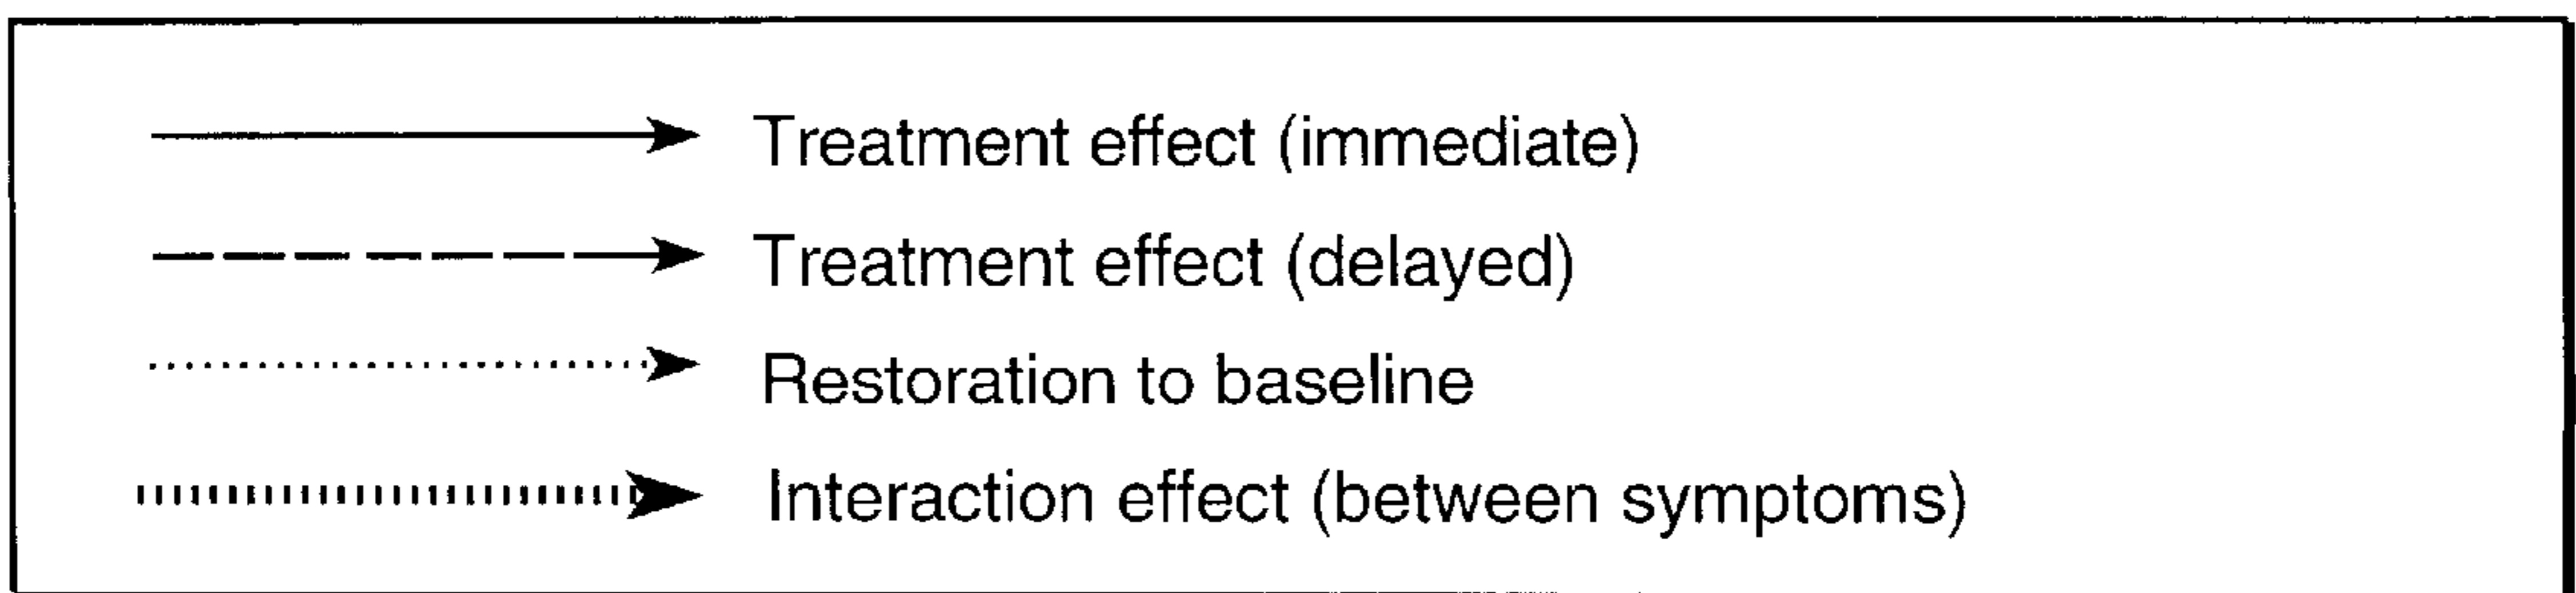 Treatment effect (immediate)
Treatment effect (delayed)
Restoration to baseline
Interaction effect (between symptoms)